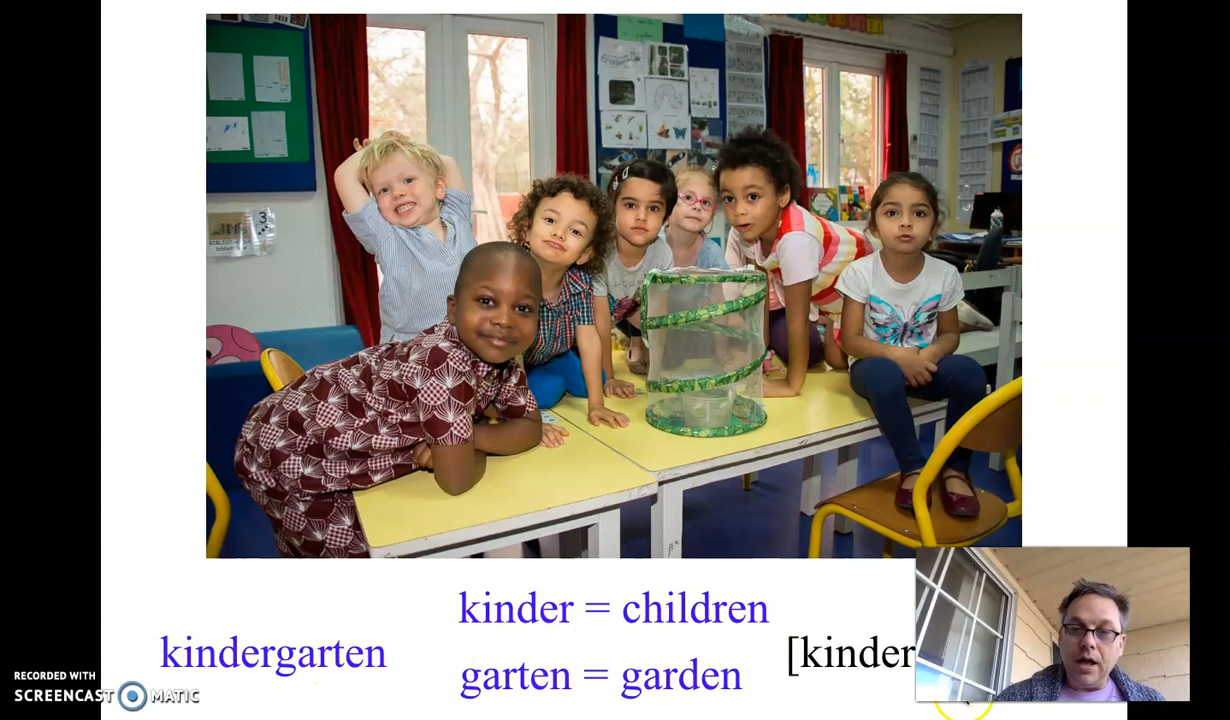 kinder = children
kindergarten
[kinder
garten = garden
RECORDED WITH
SCREENCAST MATIC